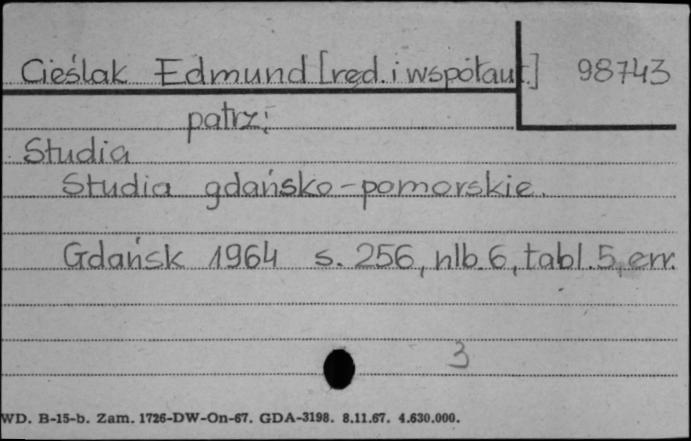 Cieślak Edmund [red. i współaut.] 98743
patrz:
Studia
Studia gdańsko-pomorskie.
Gdańsk 1964 s. 256, nlb. 6, tabl. 5, err.
3
WD. B-15-b. Zam. 1726-DW-On-67. GDA-3198. 8.11.67. 4.630.000.